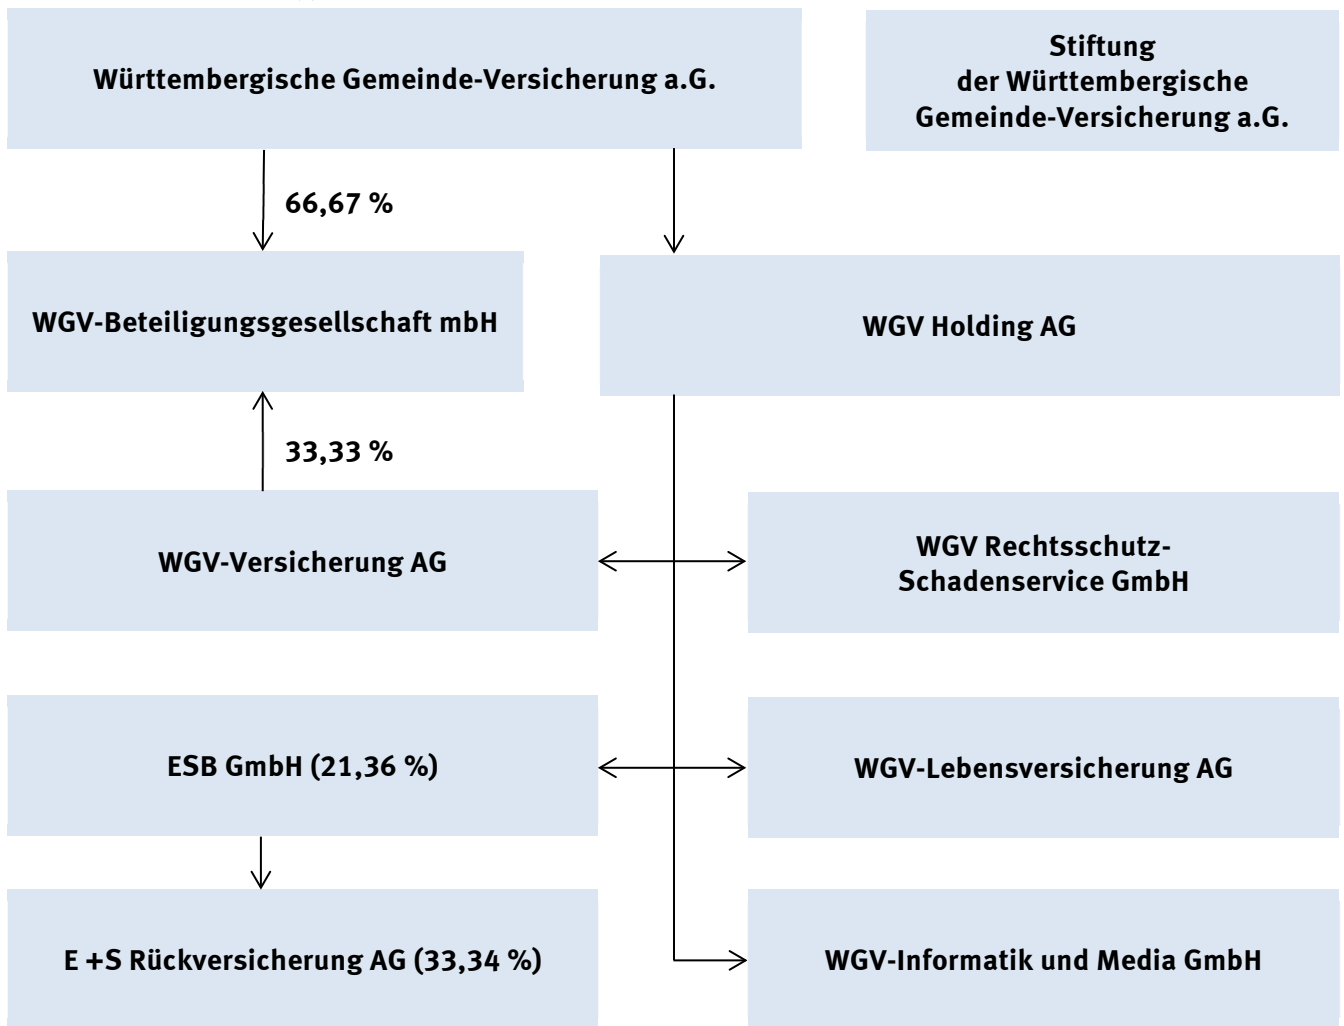 Württembergische Gemeinde-Versicherung a.G.
Stiftung
der Württembergische
Gemeinde-Versicherung a.G.
66,67 %
WGV-Beteiligungsgesellschaft mbH
WGV Holding AG
33,33 %
WGV-Versicherung AG
WGV Rechtsschutz-
Schadenservice GmbH
ESB GmbH (21,36 %)
WGV-Lebensversicherung AG
E +S Rückversicherung AG (33,34 %)
WGV-Informatik und Media GmbH